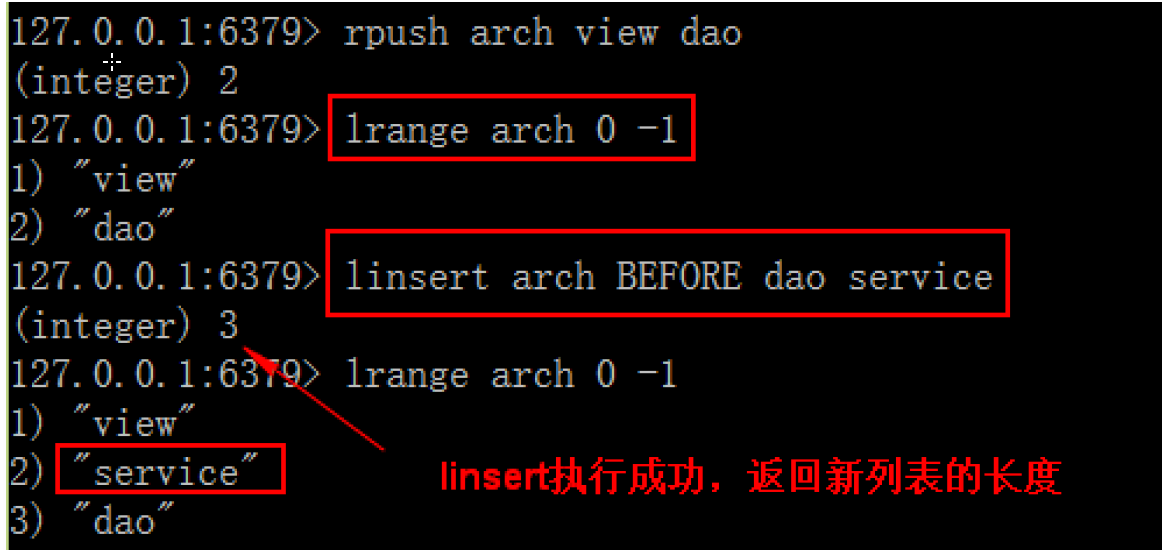 127.0.0.1:6379> rpush arch view dao
(integer) 2
127.0.0.1:6379> lrange arch 0 -1
1) "view"
2) "dao"
127.0.0.1:6379> linsert arch BEFORE dao service
(integer) 3
127.0.0.1:6379> lrange arch 0 -1
1) "view"
2) "service"
linsert执行成功，返回新列表的长度
3) "dao"